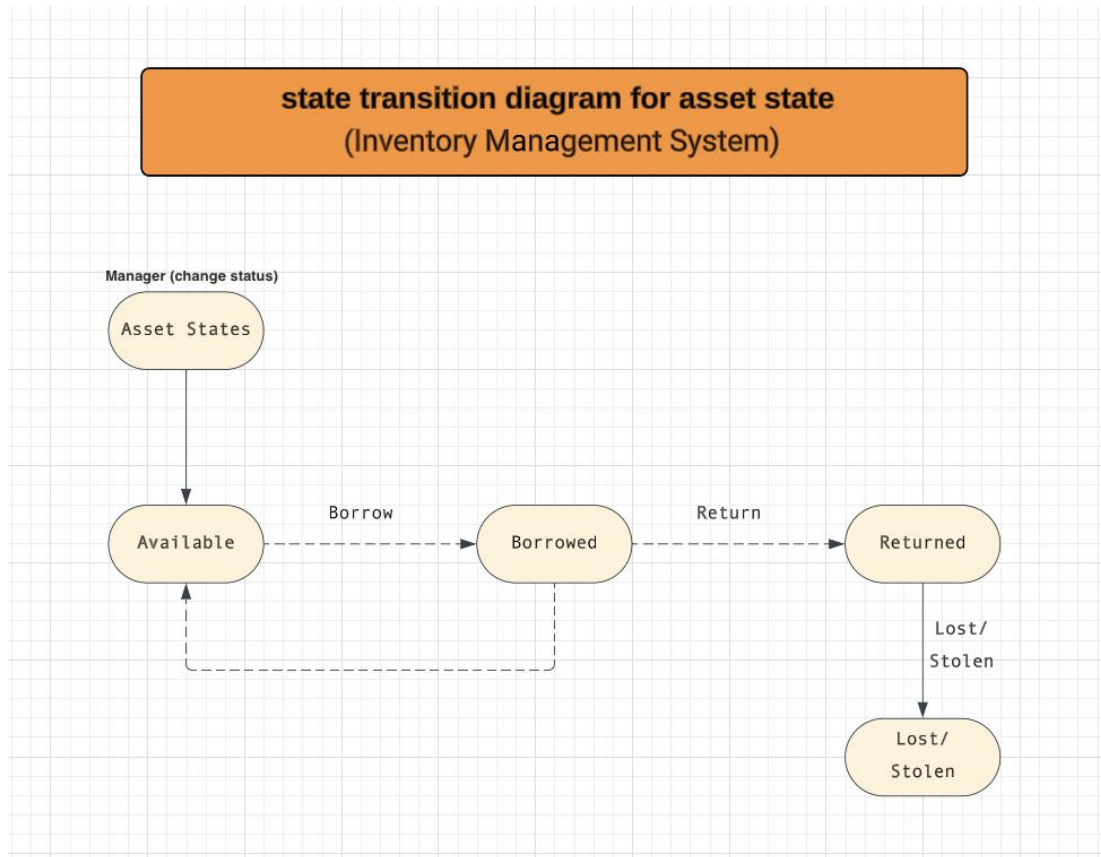 state transition diagram for asset state
(Inventory Management System)
Manager (change status)
Asset States
Borrow
Return
Available
Borrowed
Returned
Lost/
Stolen
Lost/
Stolen